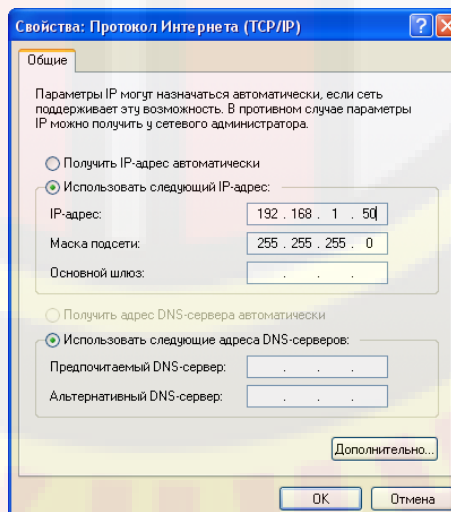 Свойства: Протокол Интернета (TCP/IP)
Общие
Параметры IP могут назначаться автоматически, если сеть
поддерживает эту возможность. В противном случае параметры
IP можно получить у сетевого администратора.
Получить IP-адрес автоматически
Использовать следующий IP-адрес:
IP-адрес: 192 . 168 . 1 . 50
Маска подсети: 255 . 255 . 255 . 0
Основной шлюз: . . .
Получить адрес DNS-сервера автоматически
Использовать следующие адреса DNS-серверов:
Предпочитаемый DNS-сервер: . . .
Альтернативный DNS-сервер: . . .
Дополнительно...
OK Отмена